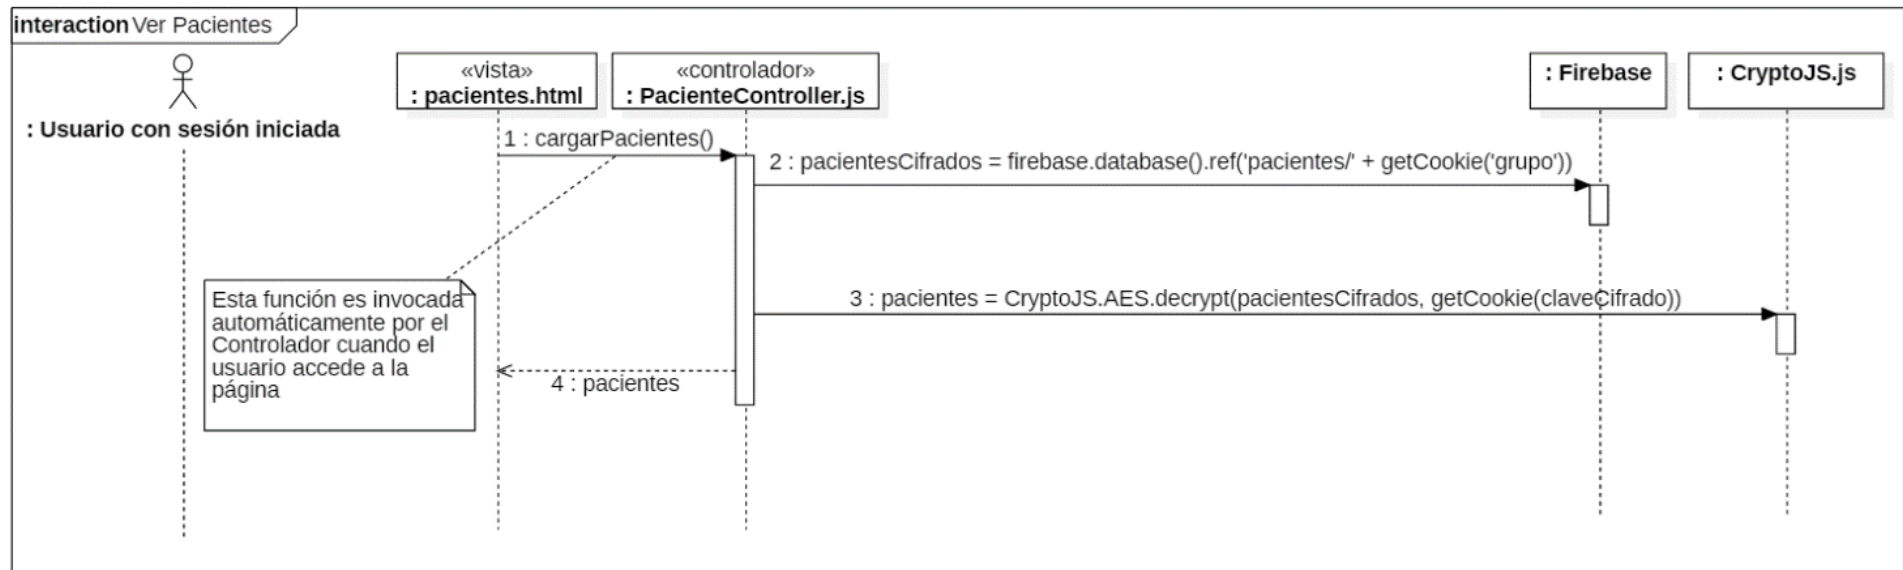 interaction Ver Pacientes
: Usuario con sesión iniciada
«vista»
: pacientes.html
«controlador»
: PacienteController.js
: Firebase
: CryptoJS.js
1 : cargarPacientes()
2 : pacientesCifrados = firebase.database().ref('pacientes/' + getCookie('grupo'))
Esta función es invocada
automáticamente por el
Controlador cuando el
usuario accede a la
página
3 : pacientes = CryptoJS.AES.decrypt(pacientesCifrados, getCookie(claveCifrado))
4 : pacientes